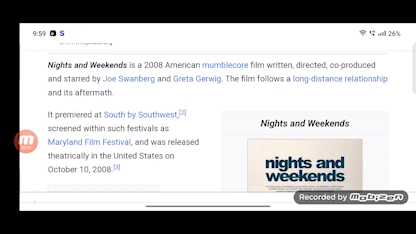 9:59
26%
Nights and Weekends is a 2008 American mumblecore film written, directed, co-produced
and starred by Joe Swanberg and Greta Gerwig. The film follows a long-distance relationship
and its aftermath.
It premiered at South by Southwest,[2]
screened within such festivals as
Maryland Film Festival, and was released
theatrically in the United States on
October 10, 2008.[3]
Nights and Weekends
nights and
weekends
Recorded by Mobizen